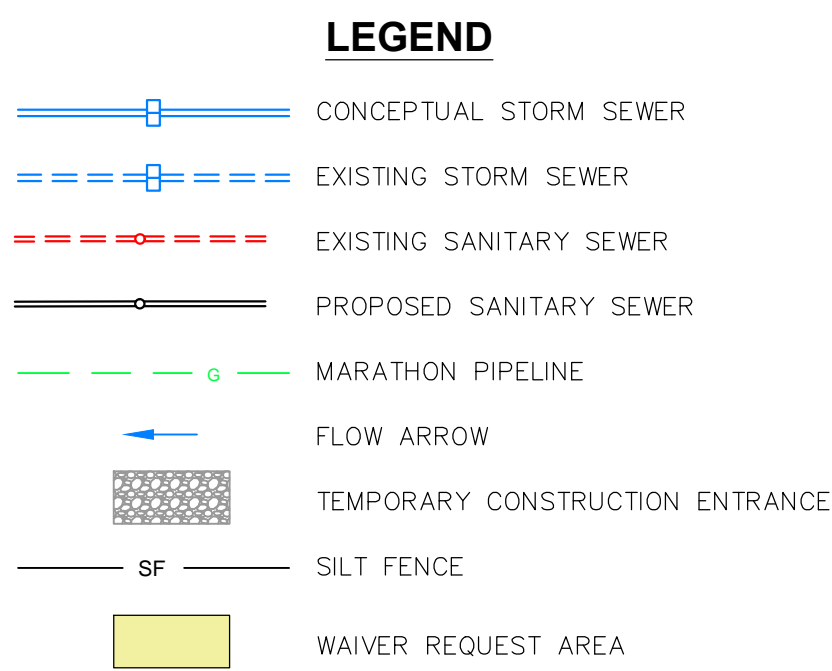 LEGEND
CONCEPTUAL STORM SEWER
EXISTING STORM SEWER
EXISTING SANITARY SEWER
PROPOSED SANITARY SEWER
G MARATHON PIPELINE
FLOW ARROW
TEMPORARY CONSTRUCTION ENTRANCE
SF SILT FENCE
WAIVER REQUEST AREA